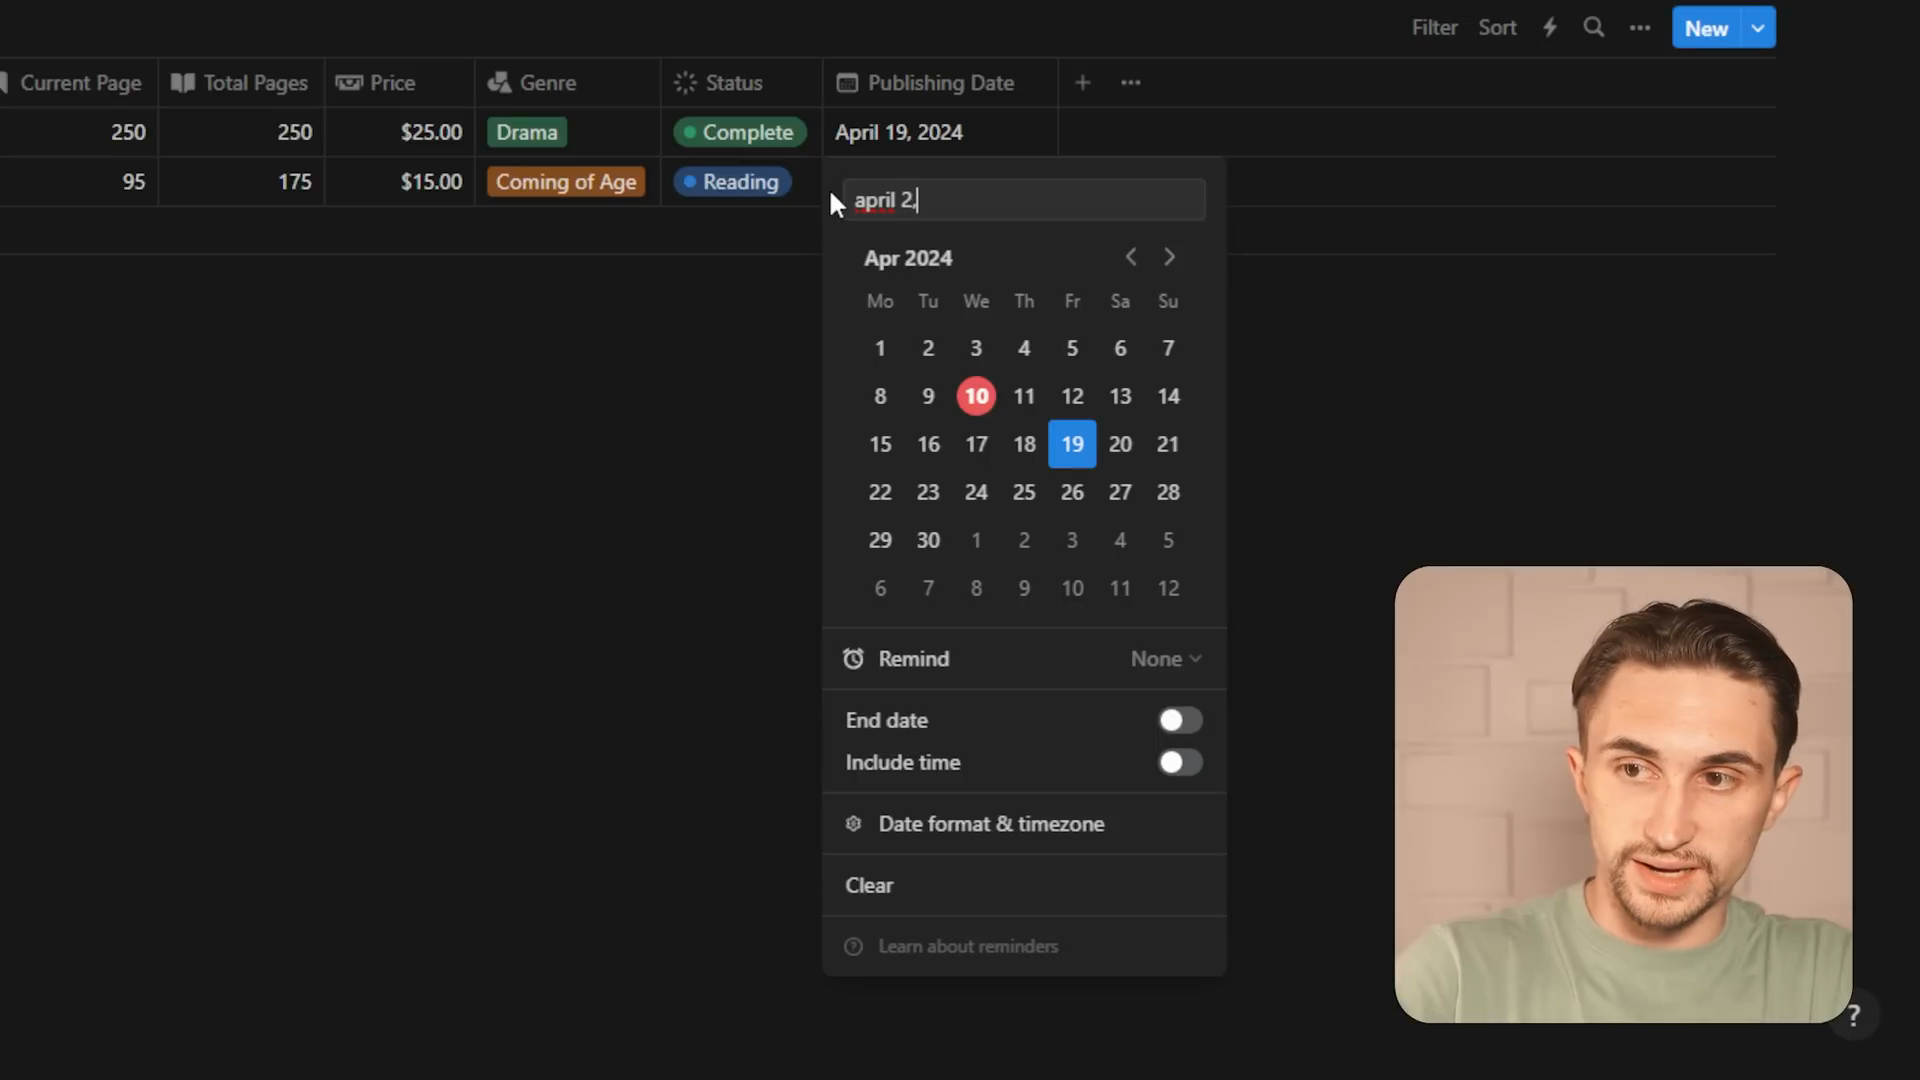 Filter Sort New
Current Page Total Pages Price Genre Status Publishing Date
250 250 $25.00 Drama Complete April 19, 2024
95 175 $15.00 Coming of Age Reading
april 2,
Apr 2024
Mo Tu We Th Fr Sa Su
1 2 3 4 5 6 7
8 9 10 11 12 13 14
15 16 17 18 19 20 21
22 23 24 25 26 27 28
29 30 1 2 3 4 5
6 7 8 9 10 11 12
Remind None
End date
Include time
Date format & timezone
Clear
Learn about reminders
?